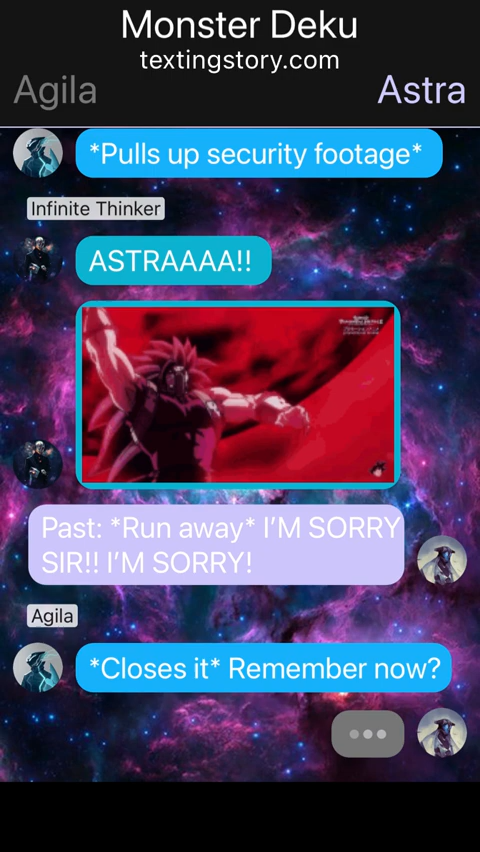 Monster Deku
textingstory.com
Agila
Astra
*Pulls up security footage*
Infinite Thinker
ASTRAAAA!!
Past: *Run away* I’M SORRY
SIR!! I’M SORRY!
Agila
*Closes it* Remember now?